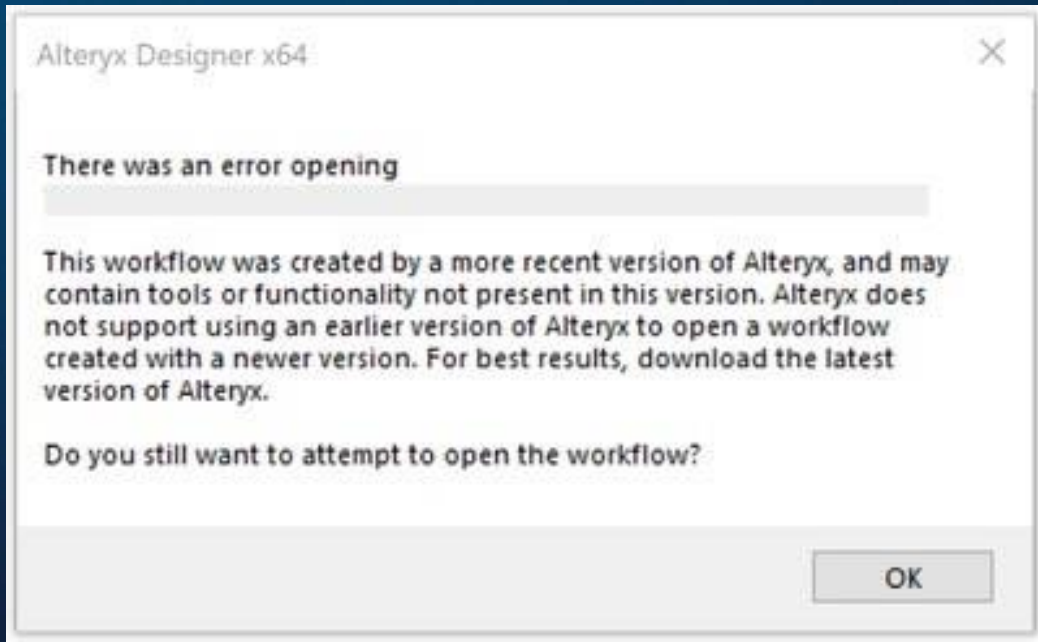 Alteryx Designer x64
There was an error opening
This workflow was created by a more recent version of Alteryx, and may
contain tools or functionality not present in this version. Alteryx does
not support using an earlier version of Alteryx to open a workflow
created with a newer version. For best results, download the latest
version of Alteryx.
Do you still want to attempt to open the workflow?
OK